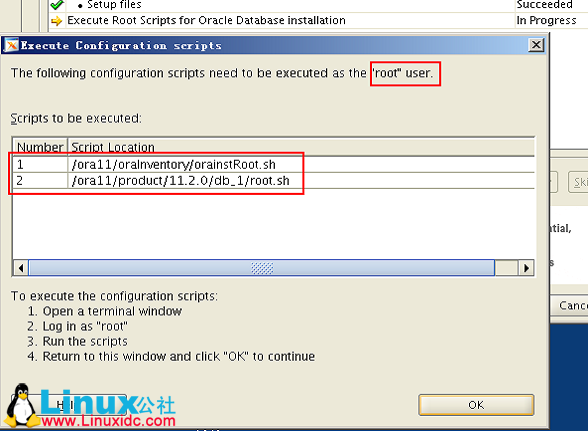 Setup files Succeeded
Execute Root Scripts for Oracle Database installation In Progress
Execute Configuration scripts
The following configuration scripts need to be executed as the "root" user.
Scripts to be executed:
Number Script Location
1 /ora11/oraInventory/orainstRoot.sh
2 /ora11/product/11.2.0/db_1/root.sh
To execute the configuration scripts:
1. Open a terminal window
2. Log in as "root"
3. Run the scripts
4. Return to this window and click "OK" to continue
OK
Linux公社
www.Linuxidc.com